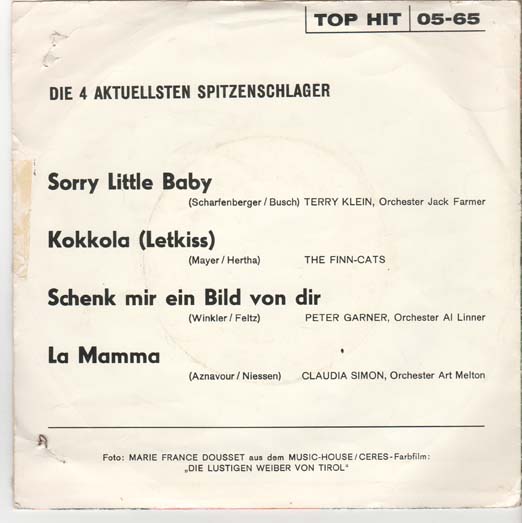 TOP HIT 05-65
DIE 4 AKTUELLSTEN SPITZENSCHLAGER
Sorry Little Baby
(Scharfenberger / Busch) TERRY KLEIN, Orchester Jack Farmer
Kokkola (Letkiss)
(Mayer / Hertha) THE FINN-CATS
Schenk mir ein Bild von dir
(Winkler / Feltz) PETER GARNER, Orchester Al Linner
La Mamma
(Aznavour / Niessen) CLAUDIA SIMON, Orchester Art Melton
Foto: MARIE FRANCE DOUSSET aus dem MUSIC-HOUSE / CERES-Farbfilm:
„DIE LUSTIGEN WEIBER VON TIROL"